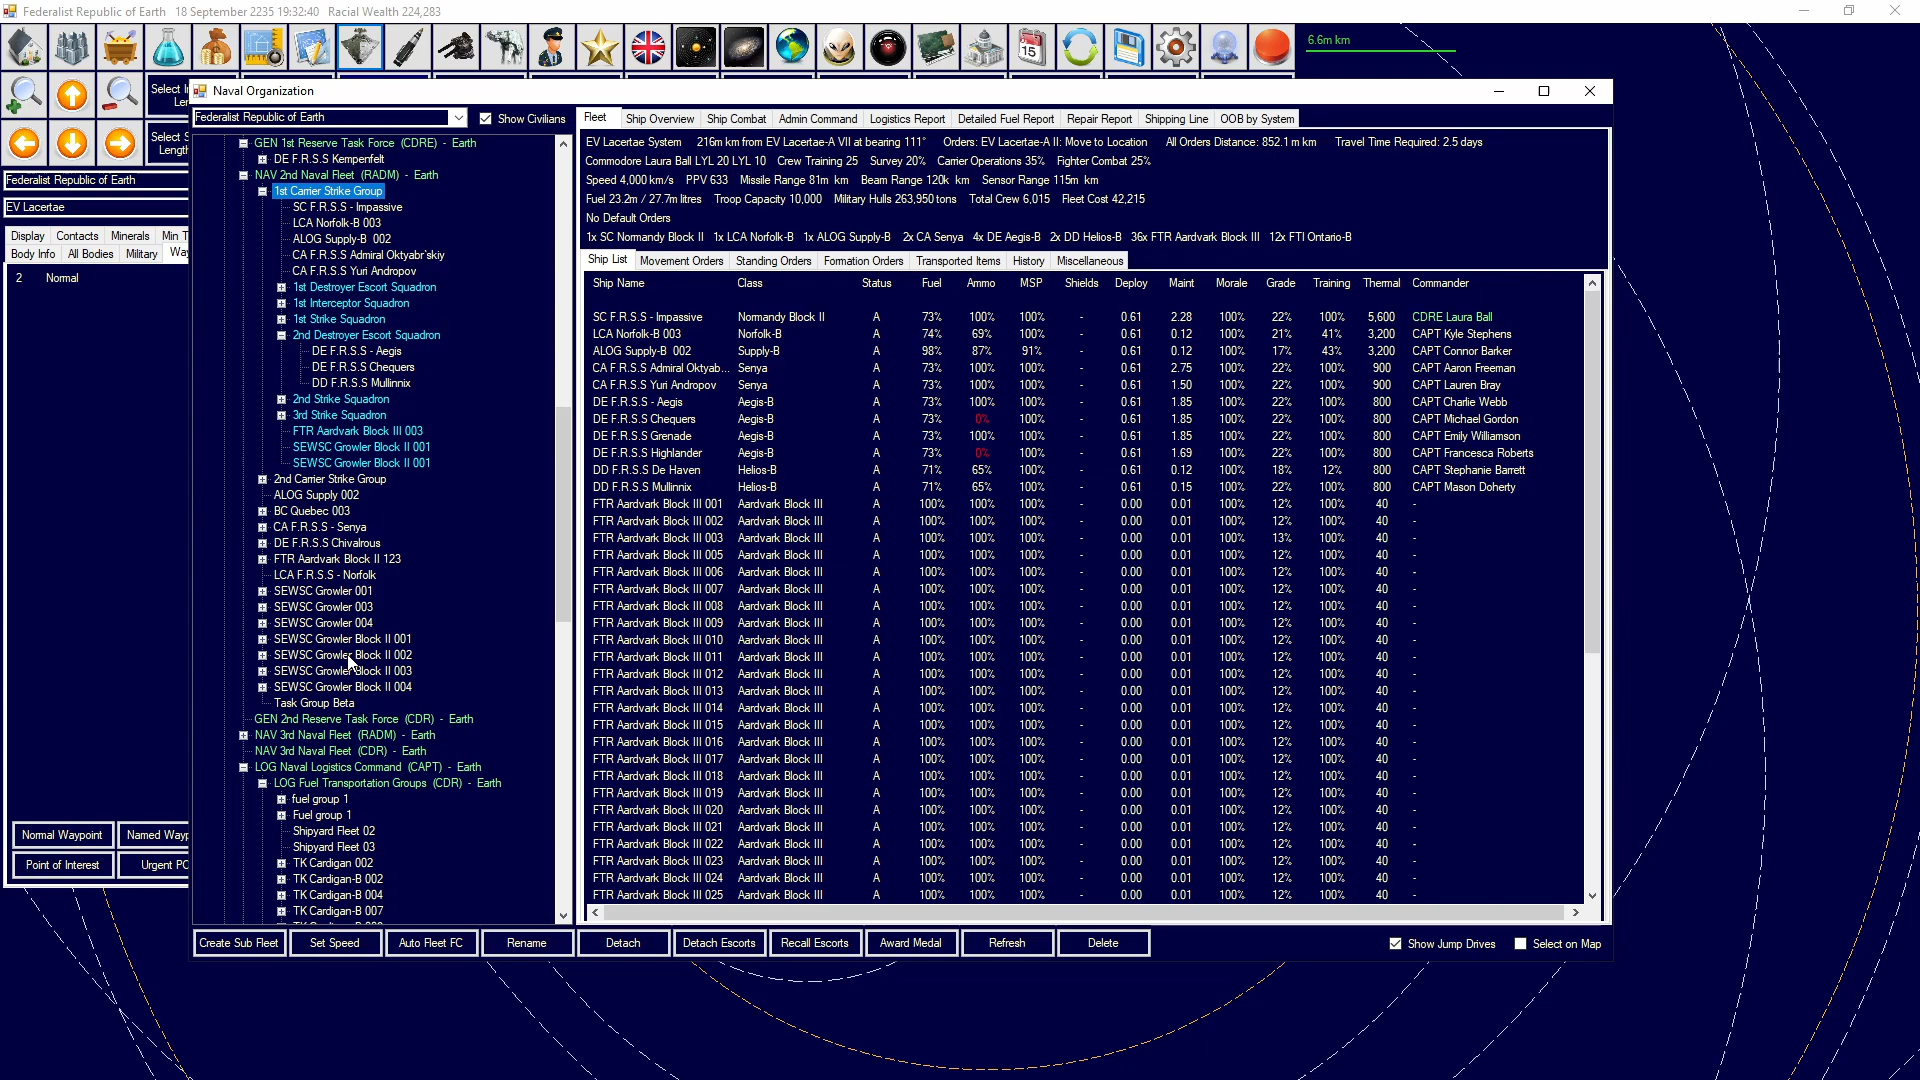 Federalist Republic of Earth   18 September 2235 19:32:40   Racial Wealth 224,283
6.6m km
Federalist Republic of Earth
EV Lacertae
Display   Contacts   Minerals   Min T
Body Info   All Bodies   Military   Way
2   Normal
Normal Waypoint   Named Wayp
Point of Interest   Urgent PO
Naval Organization
Federalist Republic of Earth   Show Civilians
GEN 1st Reserve Task Force (CDRE) - Earth
DE F.R.S.S Kempenfelt
NAV 2nd Naval Fleet (RADM) - Earth
1st Carrier Strike Group
SC F.R.S.S - Impassive
LCA Norfolk-B 003
ALOG Supply-B 002
CA F.R.S.S Admiral Oktyabr`skiy
CA F.R.S.S Yuri Andropov
1st Destroyer Escort Squadron
1st Interceptor Squadron
1st Strike Squadron
2nd Destroyer Escort Squadron
DE F.R.S.S - Aegis
DE F.R.S.S Chequers
DD F.R.S.S Mullinnix
2nd Strike Squadron
3rd Strike Squadron
FTR Aardvark Block III 003
SEWSC Growler Block II 001
SEWSC Growler Block II 001
2nd Carrier Strike Group
ALOG Supply 002
BC Quebec 003
CA F.R.S.S - Senya
DE F.R.S.S Chivalrous
FTR Aardvark Block II 123
LCA F.R.S.S - Norfolk
SEWSC Growler 001
SEWSC Growler 003
SEWSC Growler 004
SEWSC Growler Block II 001
SEWSC Growler Block II 002
SEWSC Growler Block II 003
SEWSC Growler Block II 004
Task Group Beta
GEN 2nd Reserve Task Force (CDR) - Earth
NAV 3rd Naval Fleet (RADM) - Earth
NAV 3rd Naval Fleet (CDR) - Earth
LOG Naval Logistics Command (CAPT) - Earth
LOG Fuel Transportation Groups (CDR) - Earth
fuel group 1
Fuel group 1
Shipyard Fleet 02
Shipyard Fleet 03
TK Cardigan 002
TK Cardigan-B 002
TK Cardigan-B 004
TK Cardigan-B 007
Fleet   Ship Overview   Ship Combat   Admin Command   Logistics Report   Detailed Fuel Report   Repair Report   Shipping Line   OOB by System
EV Lacertae System   216m km from EV Lacertae-A VII at bearing 111°   Orders: EV Lacertae-A II: Move to Location   All Orders Distance: 852.1 m km   Travel Time Required: 2.5 days
Commodore Laura Ball LYL 20 LYL 10   Crew Training 25   Survey 20%   Carrier Operations 35%   Fighter Combat 25%
Speed 4,000 km/s   PPV 633   Missile Range 81m km   Beam Range 120k km   Sensor Range 115m km
Fuel 23.2m / 27.7m litres   Troop Capacity 10,000   Military Hulls 263,950 tons   Total Crew 6,015   Fleet Cost 42,215
No Default Orders
1x SC Normandy Block II   1x LCA Norfolk-B   1x ALOG Supply-B   2x CA Senya   4x DE Aegis-B   2x DD Helios-B   36x FTR Aardvark Block III   12x FTI Ontario-B
Ship List   Movement Orders   Standing Orders   Formation Orders   Transported Items   History   Miscellaneous
Ship Name   Class   Status   Fuel   Ammo   MSP   Shields   Deploy   Maint   Morale   Grade   Training   Thermal   Commander
SC F.R.S.S - Impassive   Normandy Block II   A   73%   100%   100%   -   0.61   2.28   100%   22%   100%   5,600   CDRE Laura Ball
LCA Norfolk-B 003   Norfolk-B   A   74%   69%   100%   -   0.61   0.12   100%   21%   41%   3,200   CAPT Kyle Stephens
ALOG Supply-B 002   Supply-B   A   98%   87%   91%   -   0.61   0.12   100%   17%   43%   3,200   CAPT Connor Barker
CA F.R.S.S Admiral Oktyab...   Senya   A   73%   100%   100%   -   0.61   2.75   100%   22%   100%   900   CAPT Aaron Freeman
CA F.R.S.S Yuri Andropov   Senya   A   73%   100%   100%   -   0.61   1.50   100%   22%   100%   900   CAPT Lauren Bray
DE F.R.S.S - Aegis   Aegis-B   A   73%   100%   100%   -   0.61   1.85   100%   22%   100%   800   CAPT Charlie Webb
DE F.R.S.S Chequers   Aegis-B   A   73%   0%   100%   -   0.61   1.85   100%   22%   100%   800   CAPT Michael Gordon
DE F.R.S.S Grenade   Aegis-B   A   73%   100%   100%   -   0.61   1.85   100%   22%   100%   800   CAPT Emily Williamson
DE F.R.S.S Highlander   Aegis-B   A   73%   0%   100%   -   0.61   1.69   100%   22%   100%   800   CAPT Francesca Roberts
DD F.R.S.S De Haven   Helios-B   A   71%   65%   100%   -   0.61   0.12   100%   18%   12%   800   CAPT Stephanie Barrett
DD F.R.S.S Mullinnix   Helios-B   A   71%   65%   100%   -   0.61   0.15   100%   22%   100%   800   CAPT Mason Doherty
FTR Aardvark Block III 001   Aardvark Block III   A   100%   100%   100%   -   0.00   0.01   100%   12%   100%   40   -
FTR Aardvark Block III 002   Aardvark Block III   A   100%   100%   100%   -   0.00   0.01   100%   12%   100%   40   -
FTR Aardvark Block III 003   Aardvark Block III   A   100%   100%   100%   -   0.00   0.01   100%   13%   100%   40   -
FTR Aardvark Block III 005   Aardvark Block III   A   100%   100%   100%   -   0.00   0.01   100%   12%   100%   40   -
FTR Aardvark Block III 006   Aardvark Block III   A   100%   100%   100%   -   0.00   0.01   100%   12%   100%   40   -
FTR Aardvark Block III 007   Aardvark Block III   A   100%   100%   100%   -   0.00   0.01   100%   12%   100%   40   -
FTR Aardvark Block III 008   Aardvark Block III   A   100%   100%   100%   -   0.00   0.01   100%   12%   100%   40   -
FTR Aardvark Block III 009   Aardvark Block III   A   100%   100%   100%   -   0.00   0.01   100%   12%   100%   40   -
FTR Aardvark Block III 010   Aardvark Block III   A   100%   100%   100%   -   0.00   0.01   100%   12%   100%   40   -
FTR Aardvark Block III 011   Aardvark Block III   A   100%   100%   100%   -   0.00   0.01   100%   12%   100%   40   -
FTR Aardvark Block III 012   Aardvark Block III   A   100%   100%   100%   -   0.00   0.01   100%   12%   100%   40   -
FTR Aardvark Block III 013   Aardvark Block III   A   100%   100%   100%   -   0.00   0.01   100%   12%   100%   40   -
FTR Aardvark Block III 014   Aardvark Block III   A   100%   100%   100%   -   0.00   0.01   100%   12%   100%   40   -
FTR Aardvark Block III 015   Aardvark Block III   A   100%   100%   100%   -   0.00   0.01   100%   12%   100%   40   -
FTR Aardvark Block III 016   Aardvark Block III   A   100%   100%   100%   -   0.00   0.01   100%   12%   100%   40   -
FTR Aardvark Block III 017   Aardvark Block III   A   100%   100%   100%   -   0.00   0.01   100%   12%   100%   40   -
FTR Aardvark Block III 018   Aardvark Block III   A   100%   100%   100%   -   0.00   0.01   100%   12%   100%   40   -
FTR Aardvark Block III 019   Aardvark Block III   A   100%   100%   100%   -   0.00   0.01   100%   12%   100%   40   -
FTR Aardvark Block III 020   Aardvark Block III   A   100%   100%   100%   -   0.00   0.01   100%   12%   100%   40   -
FTR Aardvark Block III 021   Aardvark Block III   A   100%   100%   100%   -   0.00   0.01   100%   12%   100%   40   -
FTR Aardvark Block III 022   Aardvark Block III   A   100%   100%   100%   -   0.00   0.01   100%   12%   100%   40   -
FTR Aardvark Block III 023   Aardvark Block III   A   100%   100%   100%   -   0.00   0.01   100%   12%   100%   40   -
FTR Aardvark Block III 024   Aardvark Block III   A   100%   100%   100%   -   0.00   0.01   100%   12%   100%   40   -
FTR Aardvark Block III 025   Aardvark Block III   A   100%   100%   100%   -   0.00   0.01   100%   12%   100%   40   -
Create Sub Fleet   Set Speed   Auto Fleet FC   Rename   Detach   Detach Escorts   Recall Escorts   Award Medal   Refresh   Delete   Show Jump Drives   Select on Map